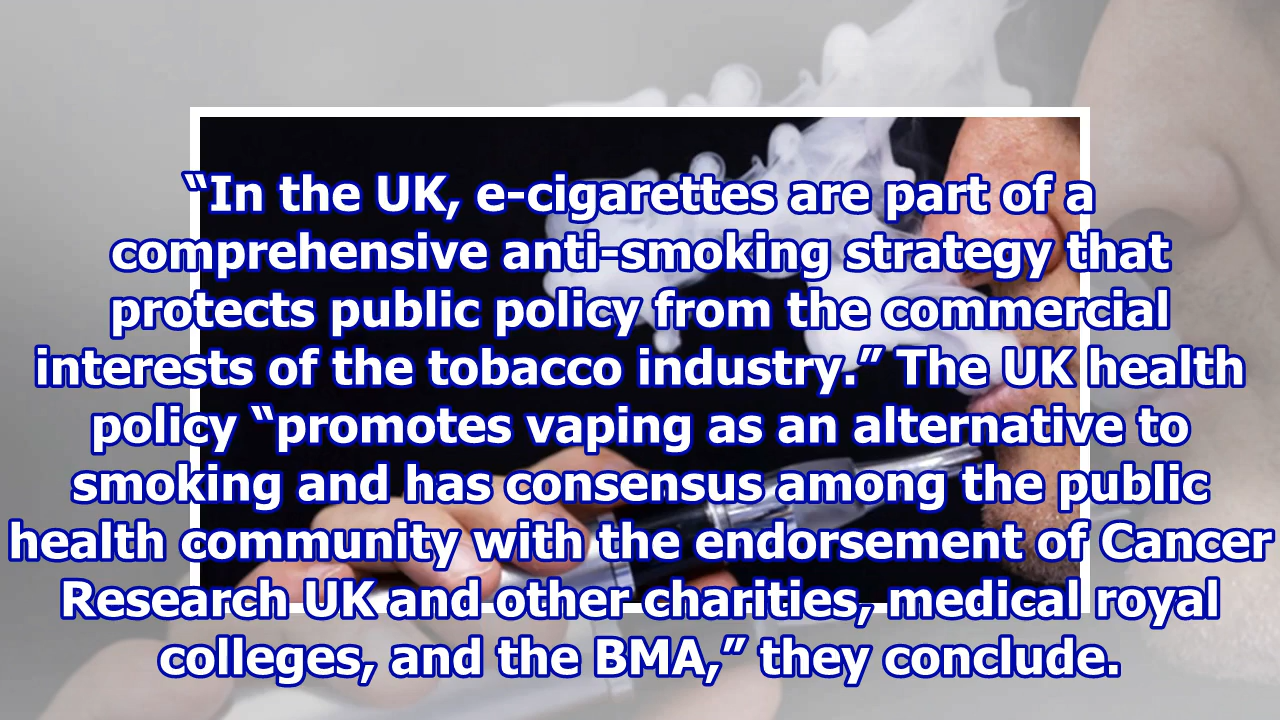 “In the UK, e-cigarettes are part of a
comprehensive anti-smoking strategy that
protects public policy from the commercial
interests of the tobacco industry.” The UK health
policy “promotes vaping as an alternative to
smoking and has consensus among the public
health community with the endorsement of Cancer
Research UK and other charities, medical royal
colleges, and the BMA,” they conclude.